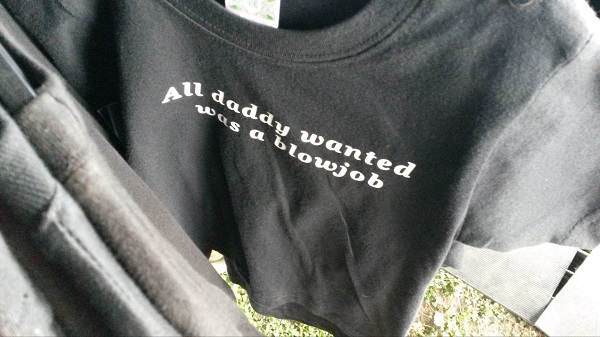 All daddy wanted
was a blowjob